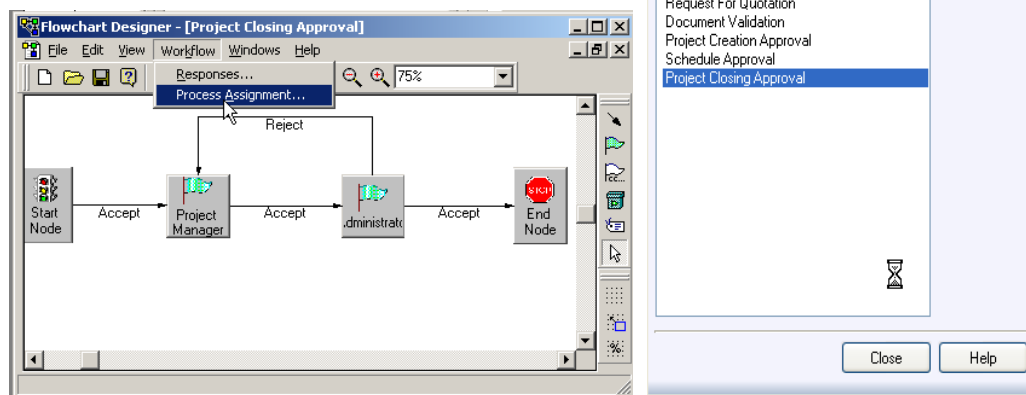 Flowchart Designer - [Project Closing Approval]
File Edit View Workflow Windows Help
75%
Responses...
Process Assignment...
Reject
Start
Node
Accept
Project
Manager
Accept
Accept
STOP
End
Node
Request For Quotation
Document Validation
Project Creation Approval
Schedule Approval
Project Closing Approval
Close
Help